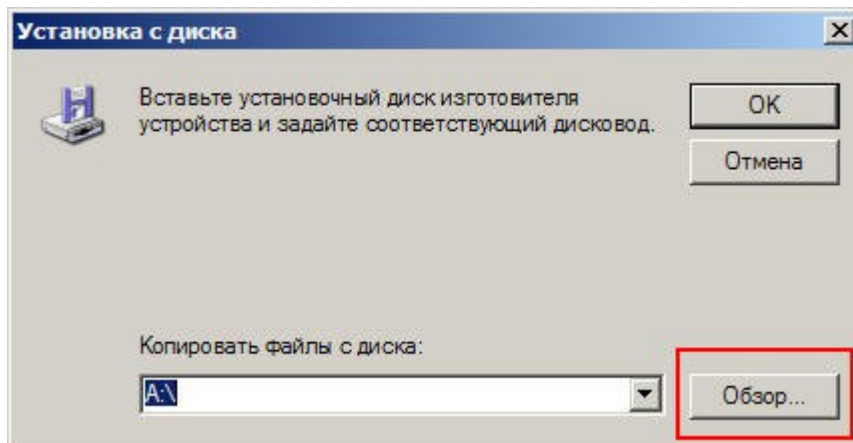 Установка с диска
Вставьте установочный диск изготовителя
устройства и задайте соответствующий дисковод.
OK
Отмена
Копировать файлы с диска:
A:\
Обзор...